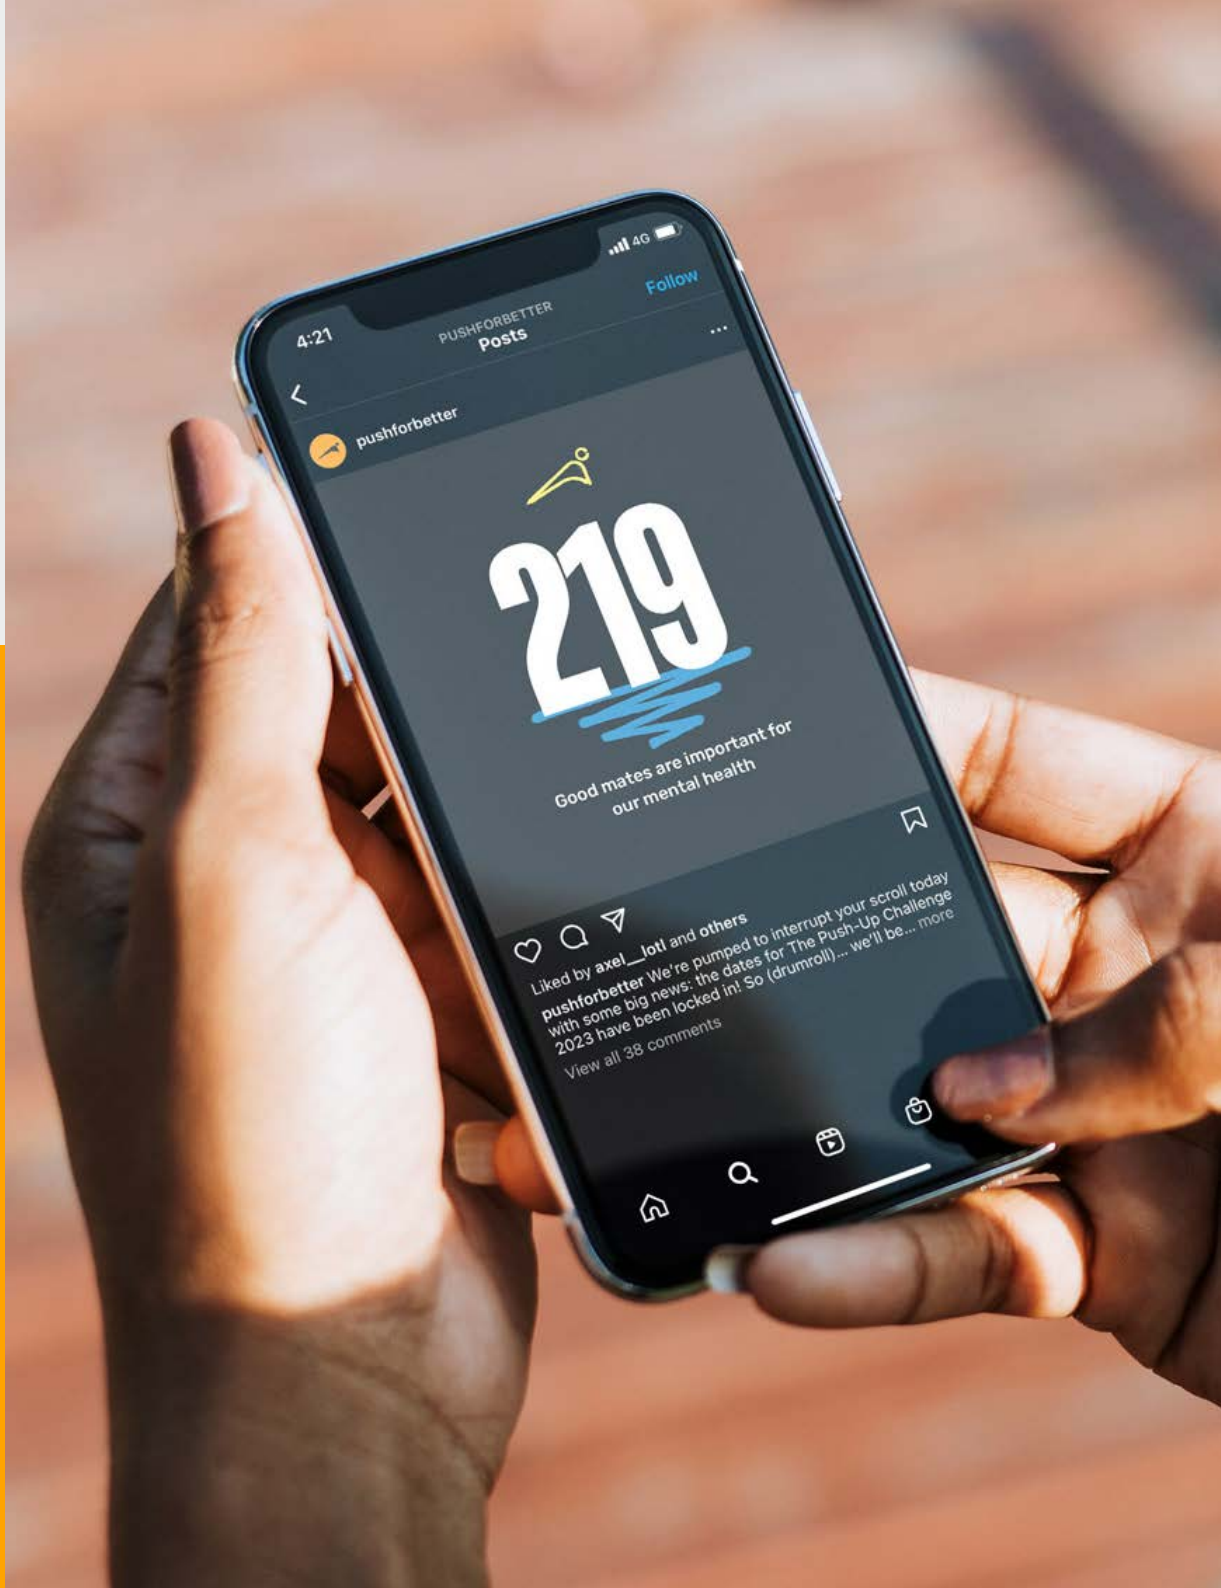 4:21
4G
PUSHFORBETTER
Posts
Follow
pushforbetter
219
Good mates are important for
our mental health
Liked by axel__lotl and others
pushforbetter We're pumped to interrupt your scroll today
with some big news: the dates for The Push-Up Challenge
2023 have been locked in! So (drumroll)... we'll be... more
View all 38 comments